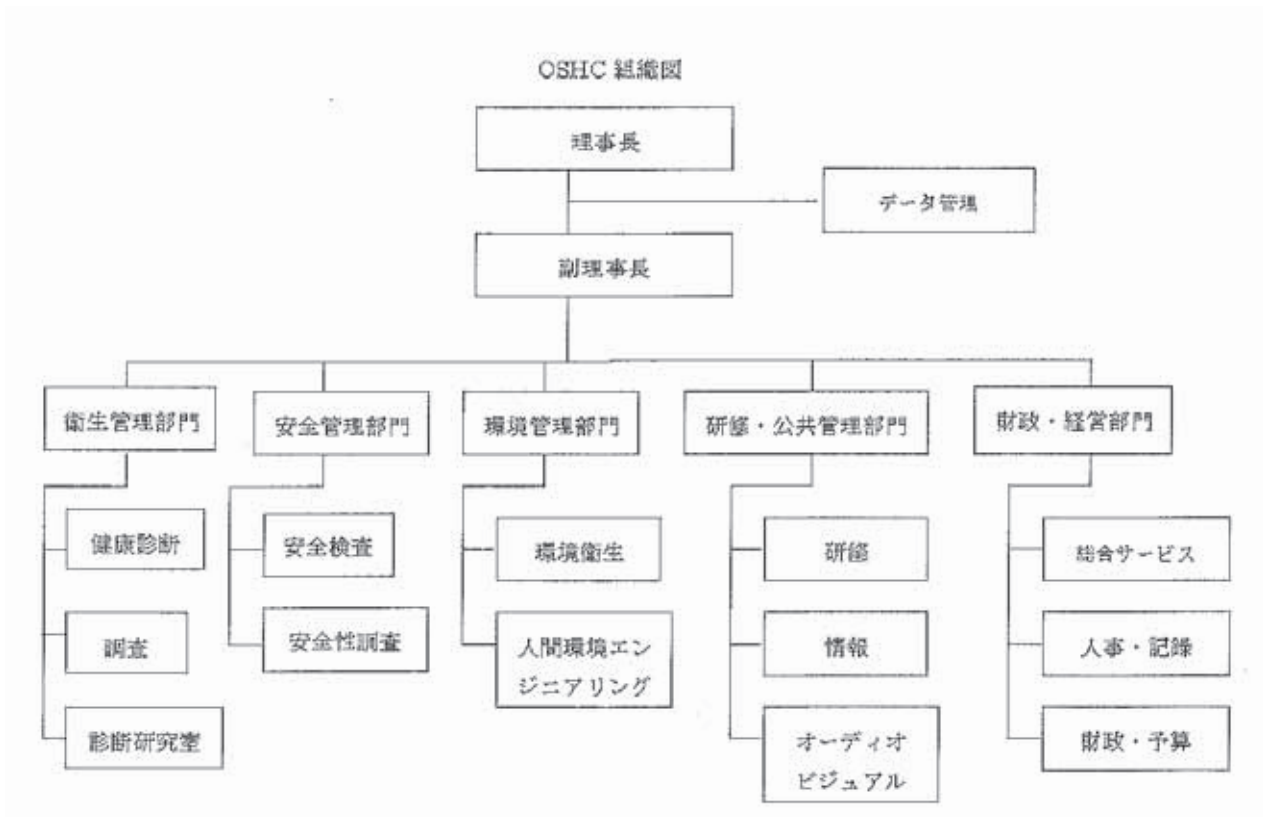 OSHC 組織図
理事長
データ管理
副理事長
衛生管理部門
安全管理部門
環境管理部門
研修・公共管理部門
財政・経営部門
健康診断
安全検査
環境衛生
研修
総合サービス
調査
安全性調査
人間環境エン
ジニアリング
情報
人事・記録
診断研究室
オーディオ
ビジュアル
財政・予算